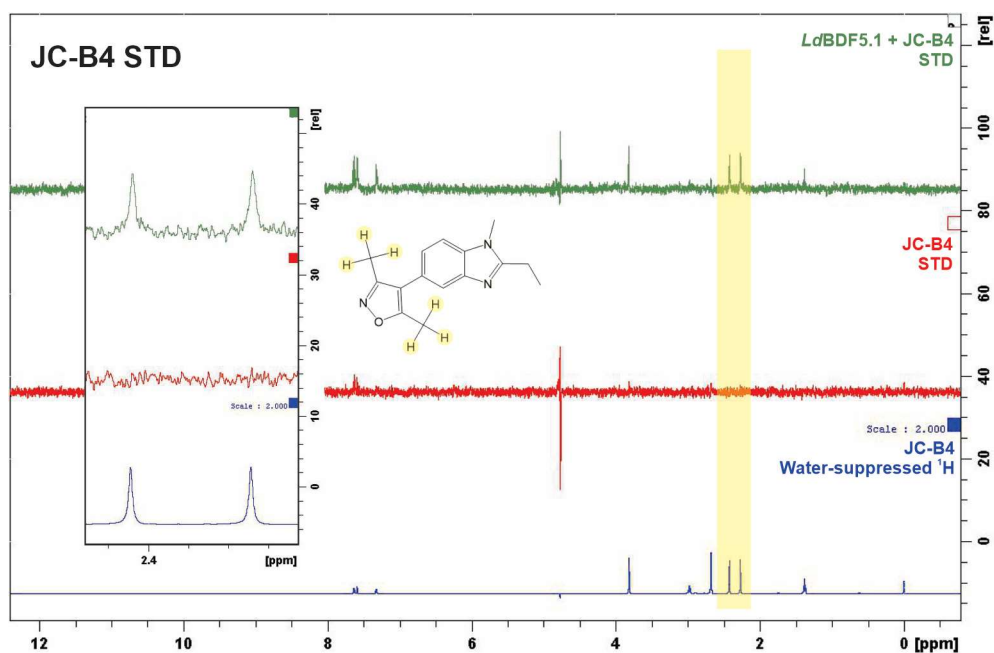 JC-B4 STD
LdBDF5.1 + JC-B4
STD
[rel]
100
80
60
40
20
0
[rel]
40
30
20
10
0
Scale : 2.000
2.4
[ppm]
H
H
H
N
O
H
H
H
N
N
JC-B4
STD
Scale : 2.000
JC-B4
Water-suppressed ¹H
12
10
8
6
4
2
0 [ppm]